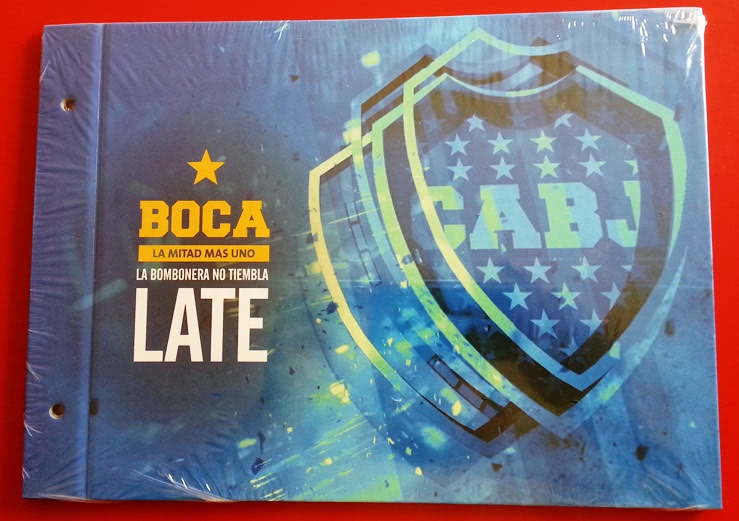 BOCA
LA MITAD MAS UNO
LA BOMBONERA NO TIEMBLA
LATE
CABJ